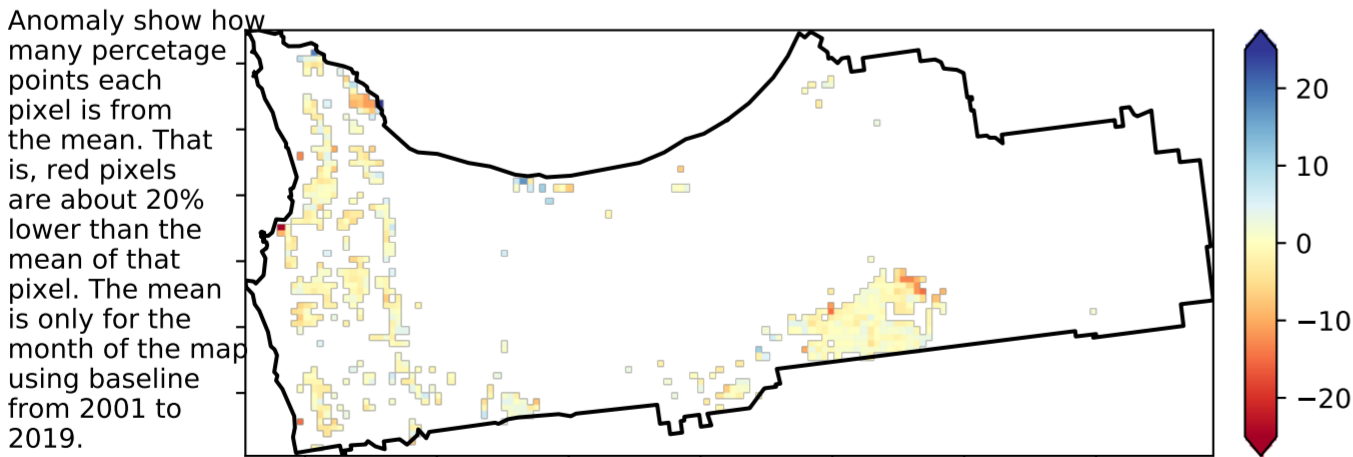 Anomaly show how
many percetage
points each
pixel is from
the mean. That
is, red pixels
are about 20%
lower than the
mean of that
pixel. The mean
is only for the
month of the map
using baseline
from 2001 to
2019.
20
10
0
−10
−20